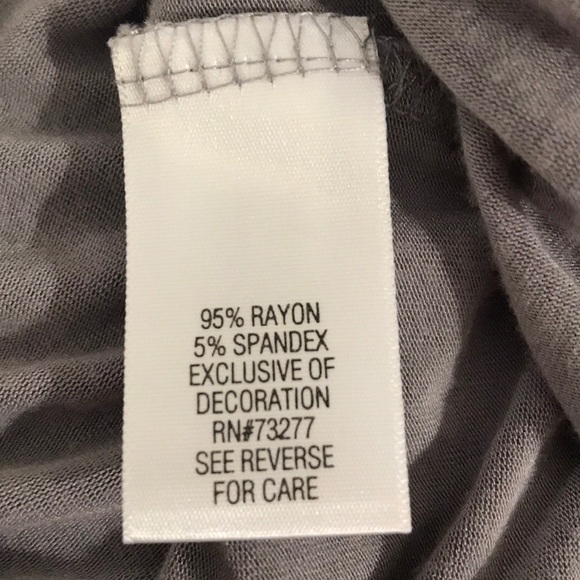 95% RAYON
5% SPANDEX
EXCLUSIVE OF
DECORATION
RN#73277
SEE REVERSE
FOR CARE